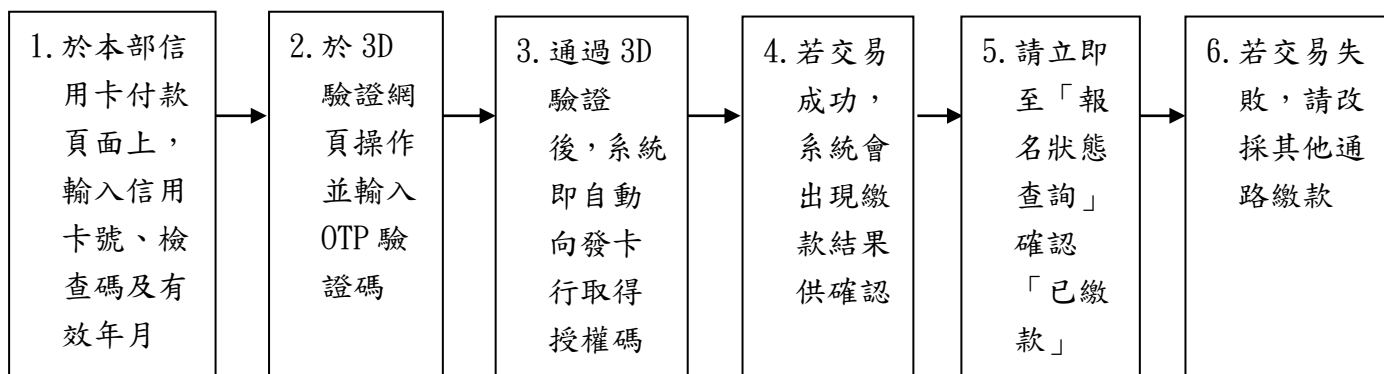 1.於本部信
用卡付款
頁面上，
輸入信用
卡號、檢
查碼及有
效年月
2.於 3D
驗證網
頁操作
並輸入
OTP 驗
證碼
3.通過 3D
驗證
後，系統
即自動
向發卡
行取得
授權碼
4.若交易
成功，
系統會
出現繳
款結果
供確認
5.請立即
至「報
名狀態
查詢」
確認
「已繳
款」
6.若交易失
敗，請改
採其他通
路繳款